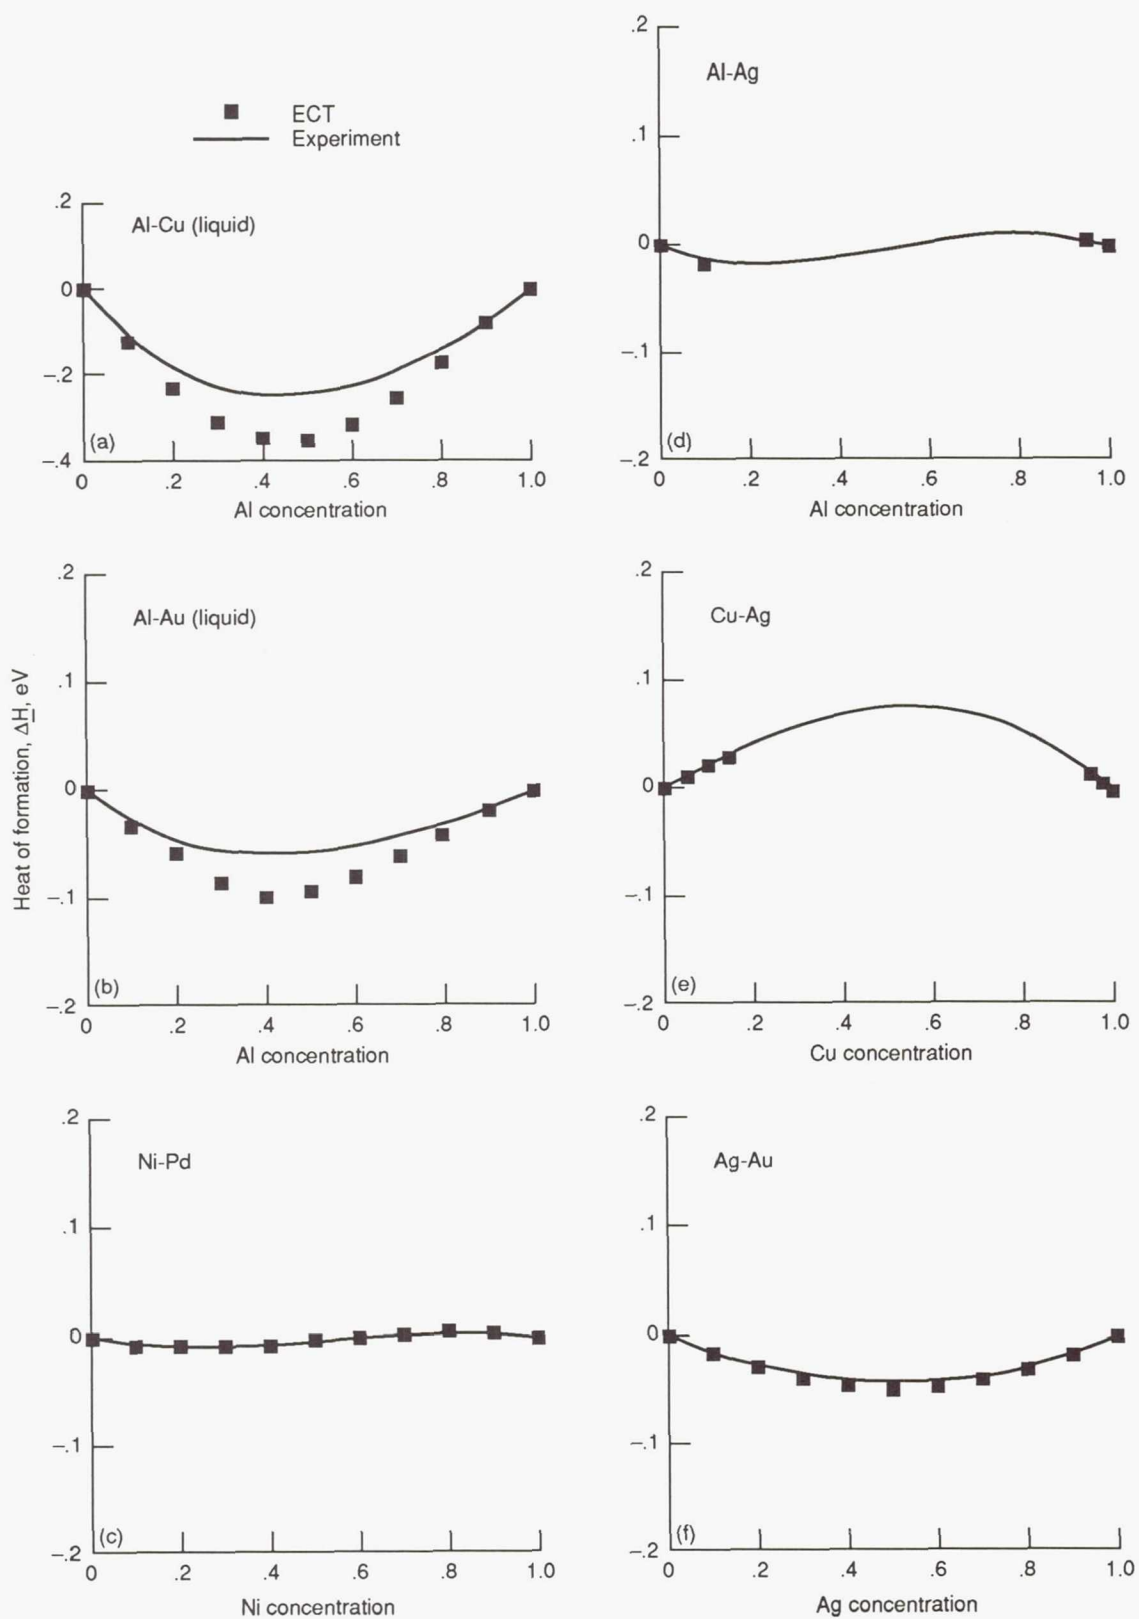 ECT
Experiment
.2
0
–.2
–.4
Al-Cu (liquid)
(a)
0 .2 .4 .6 .8 1.0
Al concentration
.2
.1
0
–.1
–.2
Al-Au (liquid)
(b)
0 .2 .4 .6 .8 1.0
Al concentration
Heat of formation, ΔH, eV
.2
.1
0
–.1
–.2
Ni-Pd
(c)
0 .2 .4 .6 .8 1.0
Ni concentration
.2
.1
0
–.1
–.2
Al-Ag
(d)
0 .2 .4 .6 .8 1.0
Al concentration
.2
.1
0
–.1
–.2
Cu-Ag
(e)
0 .2 .4 .6 .8 1.0
Cu concentration
.2
.1
0
–.1
–.2
Ag-Au
(f)
0 .2 .4 .6 .8 1.0
Ag concentration